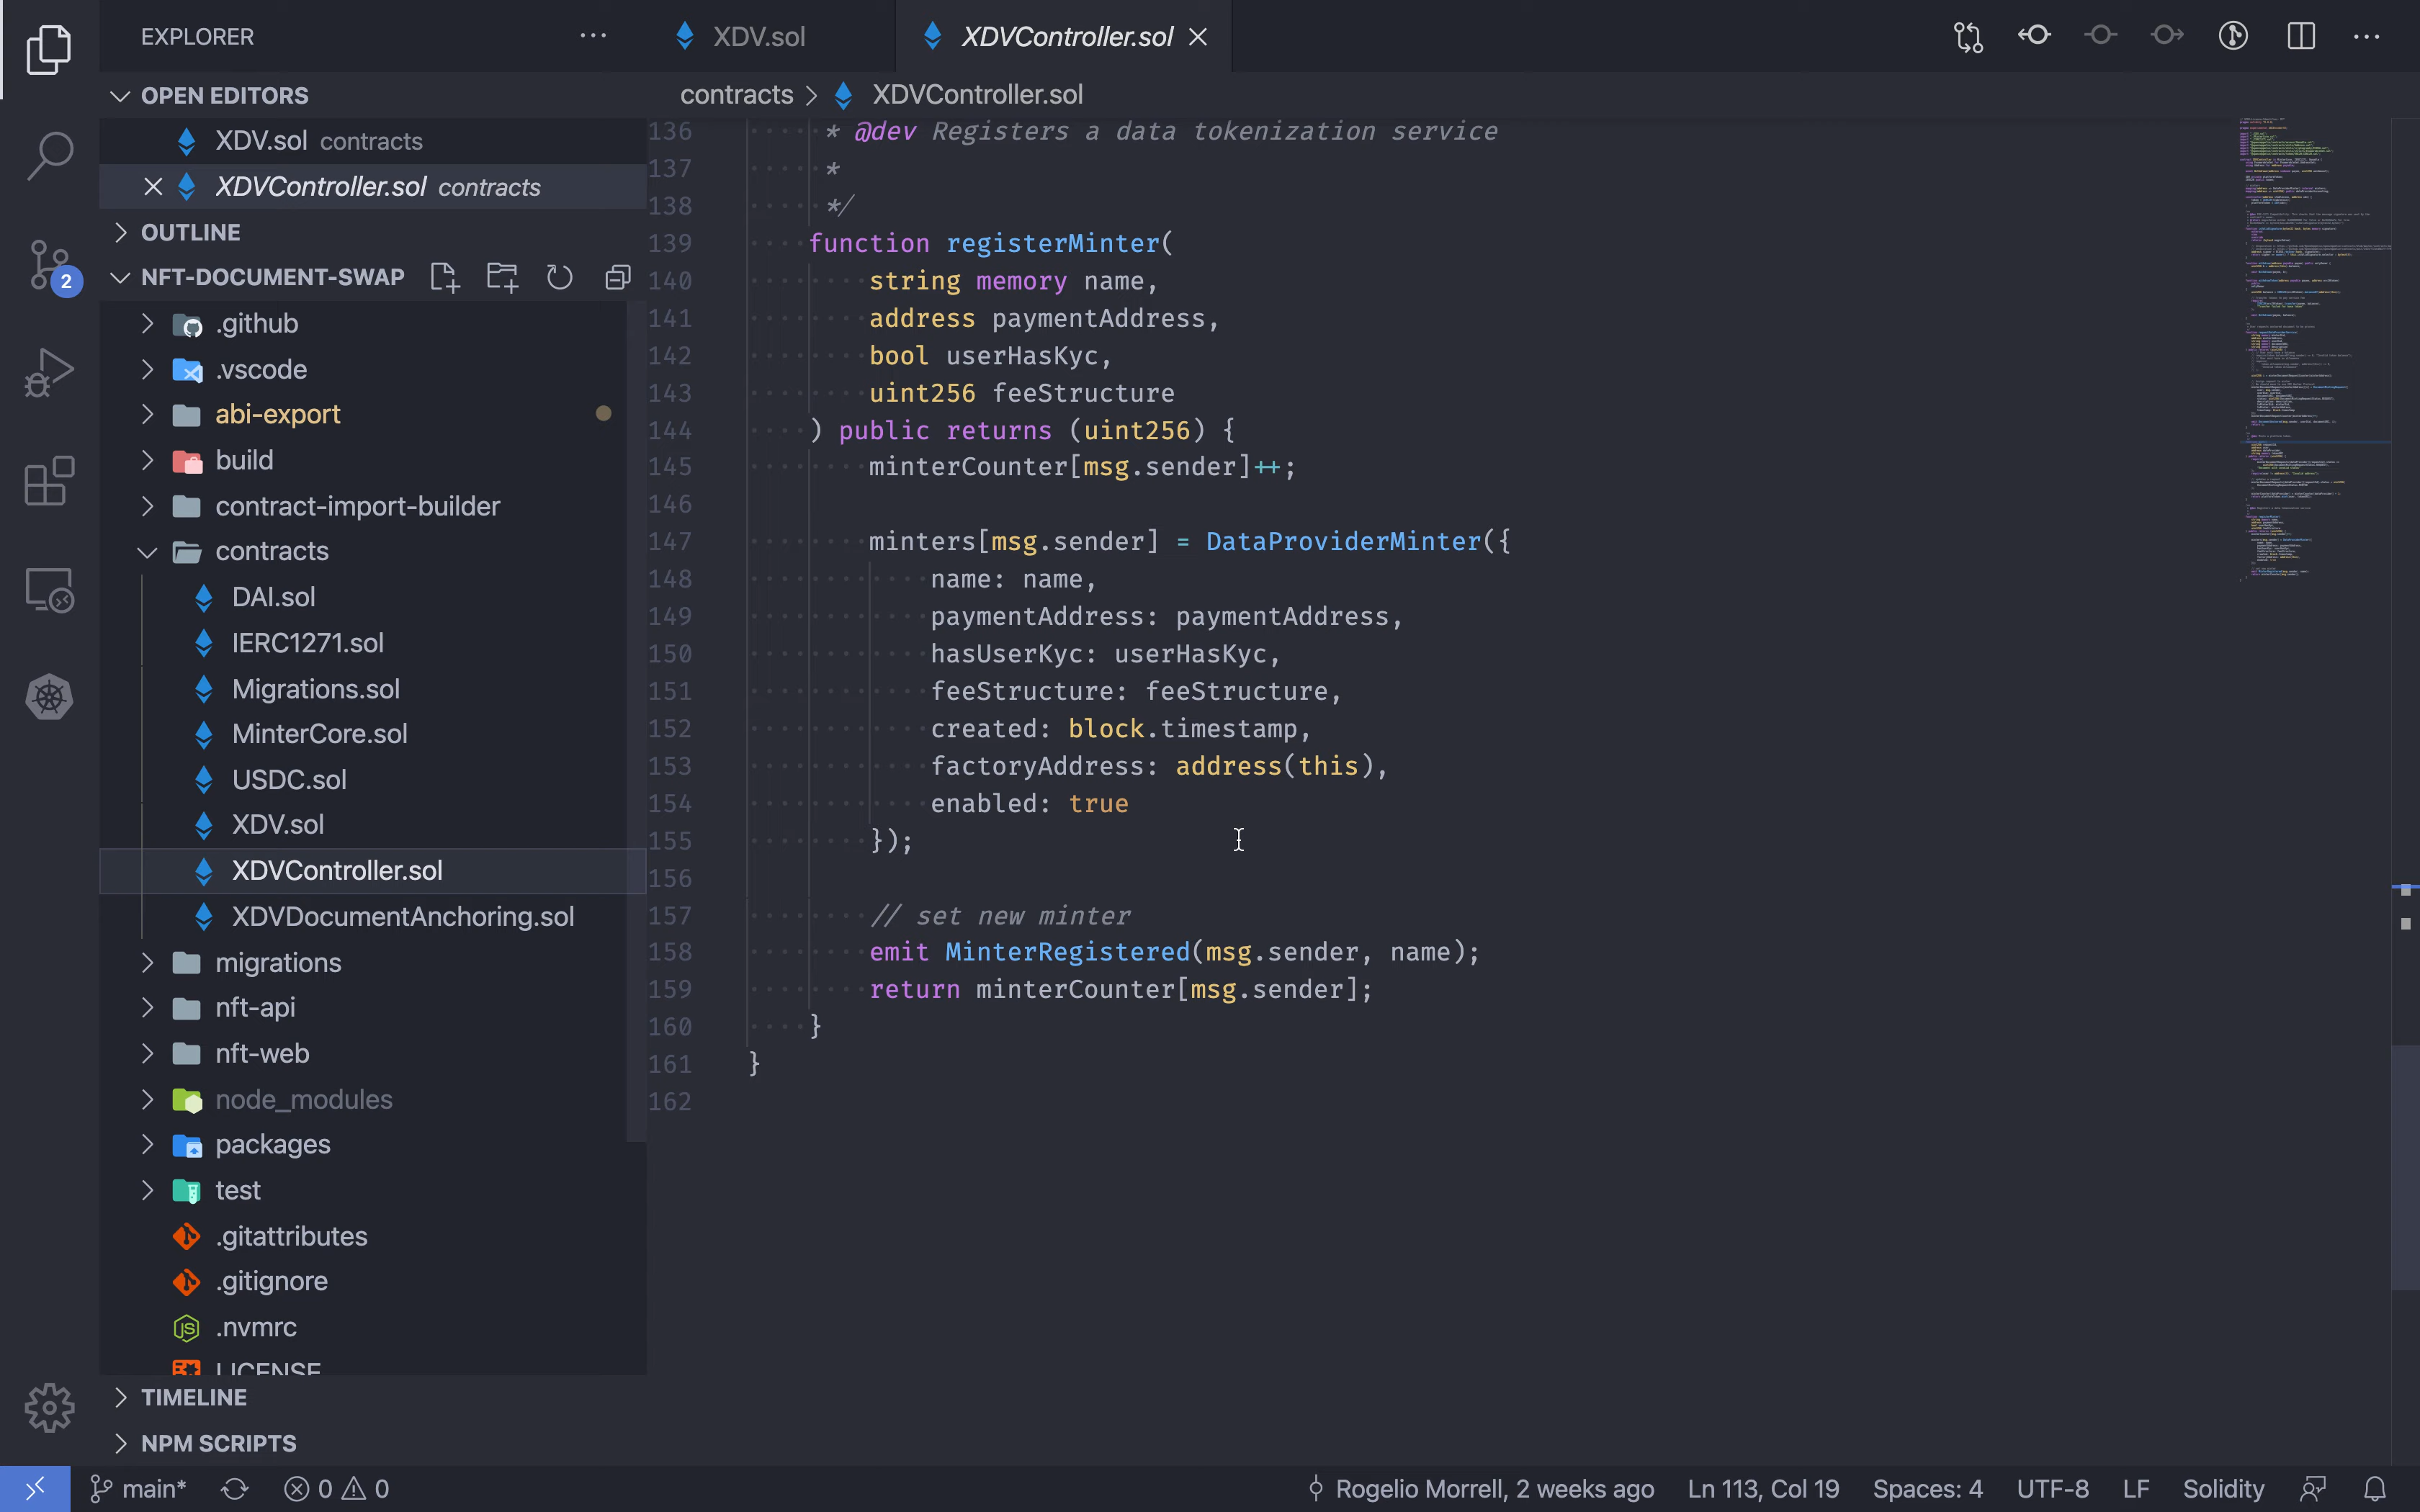 EXPLORER
XDV.sol
XDVController.sol
OPEN EDITORS
XDV.sol contracts
XDVController.sol contracts
OUTLINE
NFT-DOCUMENT-SWAP
.github
.vscode
abi-export
build
contract-import-builder
contracts
DAI.sol
IERC1271.sol
Migrations.sol
MinterCore.sol
USDC.sol
XDV.sol
XDVController.sol
XDVDocumentAnchoring.sol
migrations
nft-api
nft-web
node_modules
packages
test
.gitattributes
.gitignore
.nvmrc
LICENSE
TIMELINE
NPM SCRIPTS
2
contracts > XDVController.sol
136 * @dev Registers a data tokenization service
137 *
138 */
139 function registerMinter(
140 string memory name,
141 address paymentAddress,
142 bool userHasKyc,
143 uint256 feeStructure
144 ) public returns (uint256) {
145 minterCounter[msg.sender]++;
146
147 minters[msg.sender] = DataProviderMinter({
148 name: name,
149 paymentAddress: paymentAddress,
150 hasUserKyc: userHasKyc,
151 feeStructure: feeStructure,
152 created: block.timestamp,
153 factoryAddress: address(this),
154 enabled: true
155 });
156
157 // set new minter
158 emit MinterRegistered(msg.sender, name);
159 return minterCounter[msg.sender];
160 }
161 }
162
main* 0 0 Rogelio Morrell, 2 weeks ago Ln 113, Col 19 Spaces: 4 UTF-8 LF Solidity